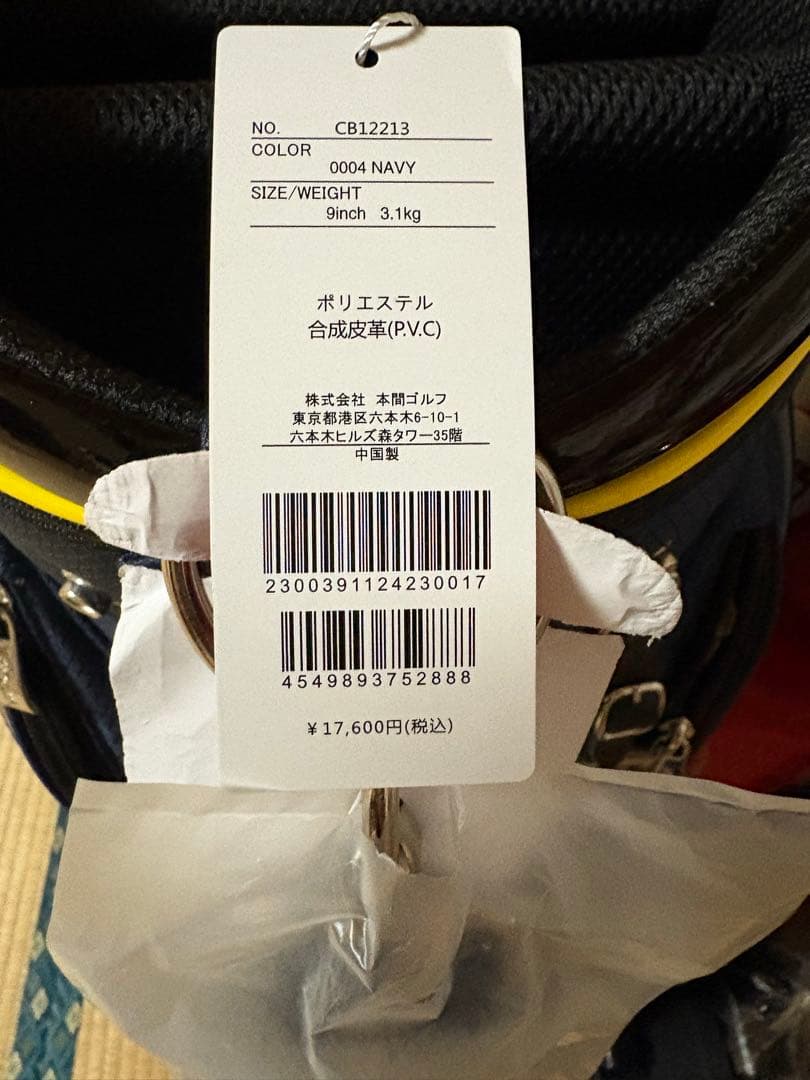 NO. CB12213
COLOR
0004 NAVY
SIZE/WEIGHT
9inch 3.1kg
ポリエステル
合成皮革(P.V.C)
株式会社 本間ゴルフ
東京都港区六本木6-10-1
六本木ヒルズ森タワー35階
中国製
2300391124230017
4549893752888
¥17,600円(税込)